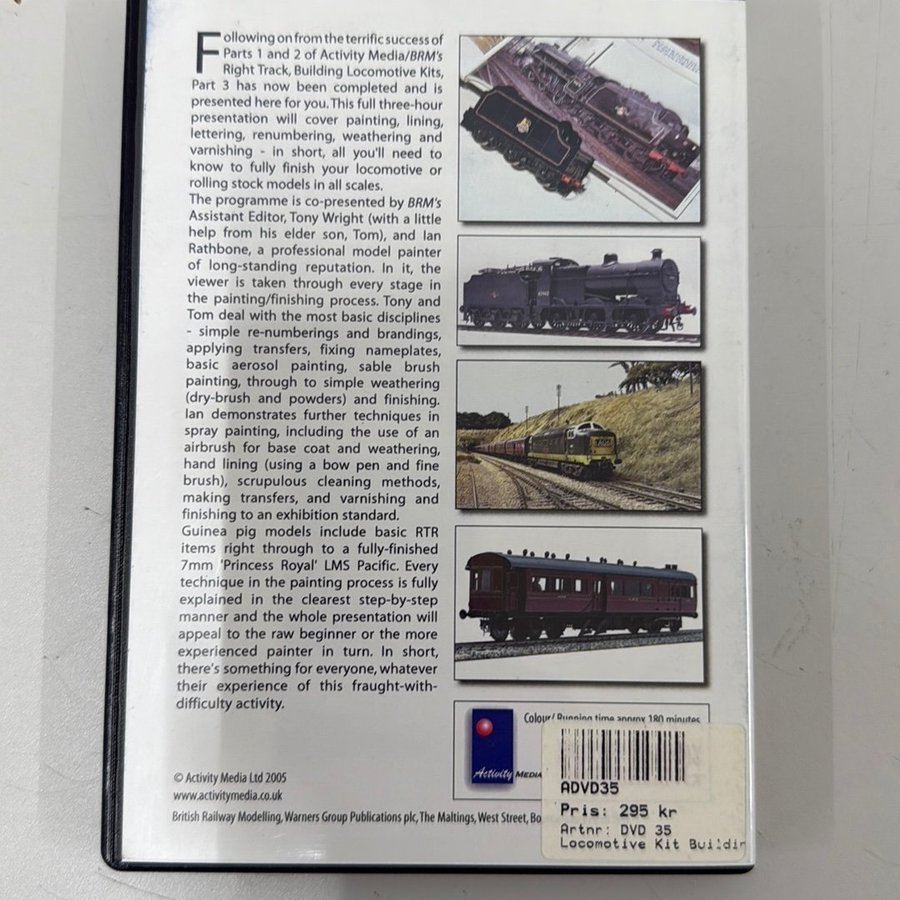 Following on from the terrific success of
Parts 1 and 2 of Activity Media/BRM's
Right Track, Building Locomotive Kits,
Part 3 has now been completed and is
presented here for you. This full three-hour
presentation will cover painting, lining,
lettering, renumbering, weathering and
varnishing - in short, all you'll need to
know to fully finish your locomotive or
rolling stock models in all scales.
The programme is co-presented by BRM's
Assistant Editor, Tony Wright (with a little
help from his elder son, Tom), and Ian
Rathbone, a professional model painter
of long-standing reputation. In it, the
viewer is taken through every stage in
the painting/finishing process. Tony and
Tom deal with the most basic disciplines
- simple re-numberings and brandings,
applying transfers, fixing nameplates,
basic aerosol painting, sable brush
painting, through to simple weathering
(dry-brush and powders) and finishing.
Ian demonstrates further techniques in
spray painting, including the use of an
airbrush for base coat and weathering,
hand lining (using a bow pen and fine
brush), scrupulous cleaning methods,
making transfers, and varnishing and
finishing to an exhibition standard.
Guinea pig models include basic RTR
items right through to a fully-finished
7mm 'Princess Royal' LMS Pacific. Every
technique in the painting process is fully
explained in the clearest step-by-step
manner and the whole presentation will
appeal to the raw beginner or the more
experienced painter in turn. In short,
there's something for everyone, whatever
their experience of this fraught-with-
difficulty activity.
Colour/ Running time approx 180 minutes
Activity MEDIA
© Activity Media Ltd 2005
www.activitymedia.co.uk
British Railway Modelling, Warners Group Publications plc, The Maltings, West Street,
ADVD35
Pris: 295 kr
Artnr: DVD 35
Locomotive Kit Buildin